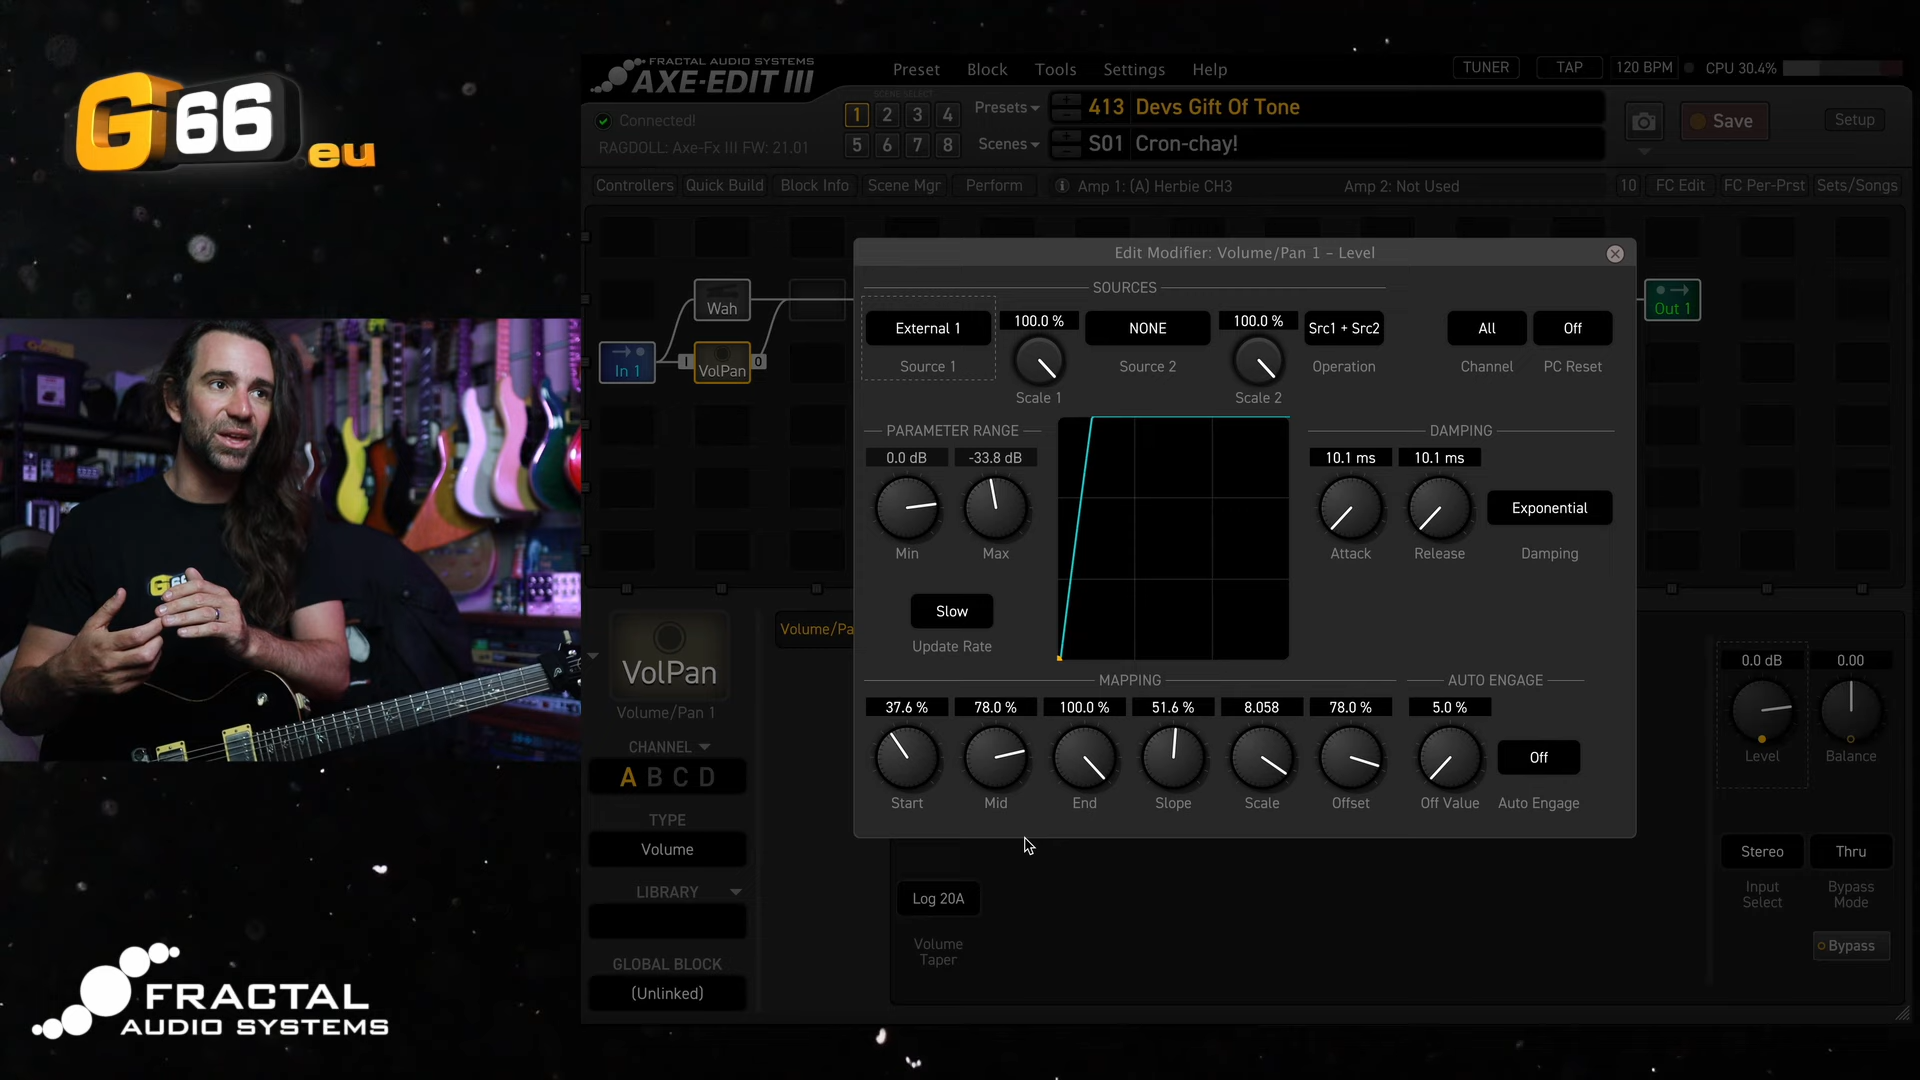 G66.eu
FRACTAL AUDIO SYSTEMS
AXE-EDIT III
Preset Block Tools Settings Help
TUNER TAP 120 BPM CPU 30.4%
Connected!
RAGDOLL: Axe-Fx III FW: 21.01
SCENE SELECT
1 2 3 4
5 6 7 8
Presets 413 Devs Gift Of Tone
Scenes S01 Cron-chay!
Save
Setup
Controllers Quick Build Block Info Scene Mgr Perform
Amp 1: (A) Herbie CH3 Amp 2: Not Used
10 FC Edit FC Per-Prst Sets/Songs
Wah
In 1
I VolPan O
Out 1
Edit Modifier: Volume/Pan 1 – Level
SOURCES
External 1
Source 1
100.0 %
Scale 1
NONE
Source 2
100.0 %
Scale 2
Src1 + Src2
Operation
All
Channel
Off
PC Reset
PARAMETER RANGE
0.0 dB -33.8 dB
Min Max
Slow
Update Rate
DAMPING
10.1 ms 10.1 ms
Attack Release
Exponential
Damping
MAPPING
37.6 % 78.0 % 100.0 % 51.6 % 8.058 78.0 %
Start Mid End Slope Scale Offset
AUTO ENGAGE
5.0 %
Off Value
Off
Auto Engage
VolPan
Volume/Pan 1
CHANNEL
A B C D
TYPE
Volume
LIBRARY
GLOBAL BLOCK
(Unlinked)
Volume/Pa
Log 20A
Volume
Taper
0.0 dB 0.00
Level Balance
Stereo Thru
Input
Select
Bypass
Mode
Bypass
G66
FRACTAL
AUDIO SYSTEMS